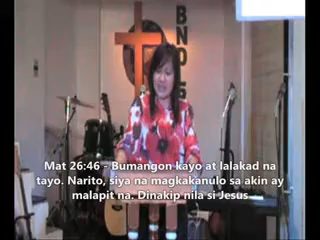 BNO
Mat 26:46 - Bumangon kayo at lalakad na
tayo. Narito, siya na magkakanulo sa akin ay
malapit na. Dinakip nila si Jesus